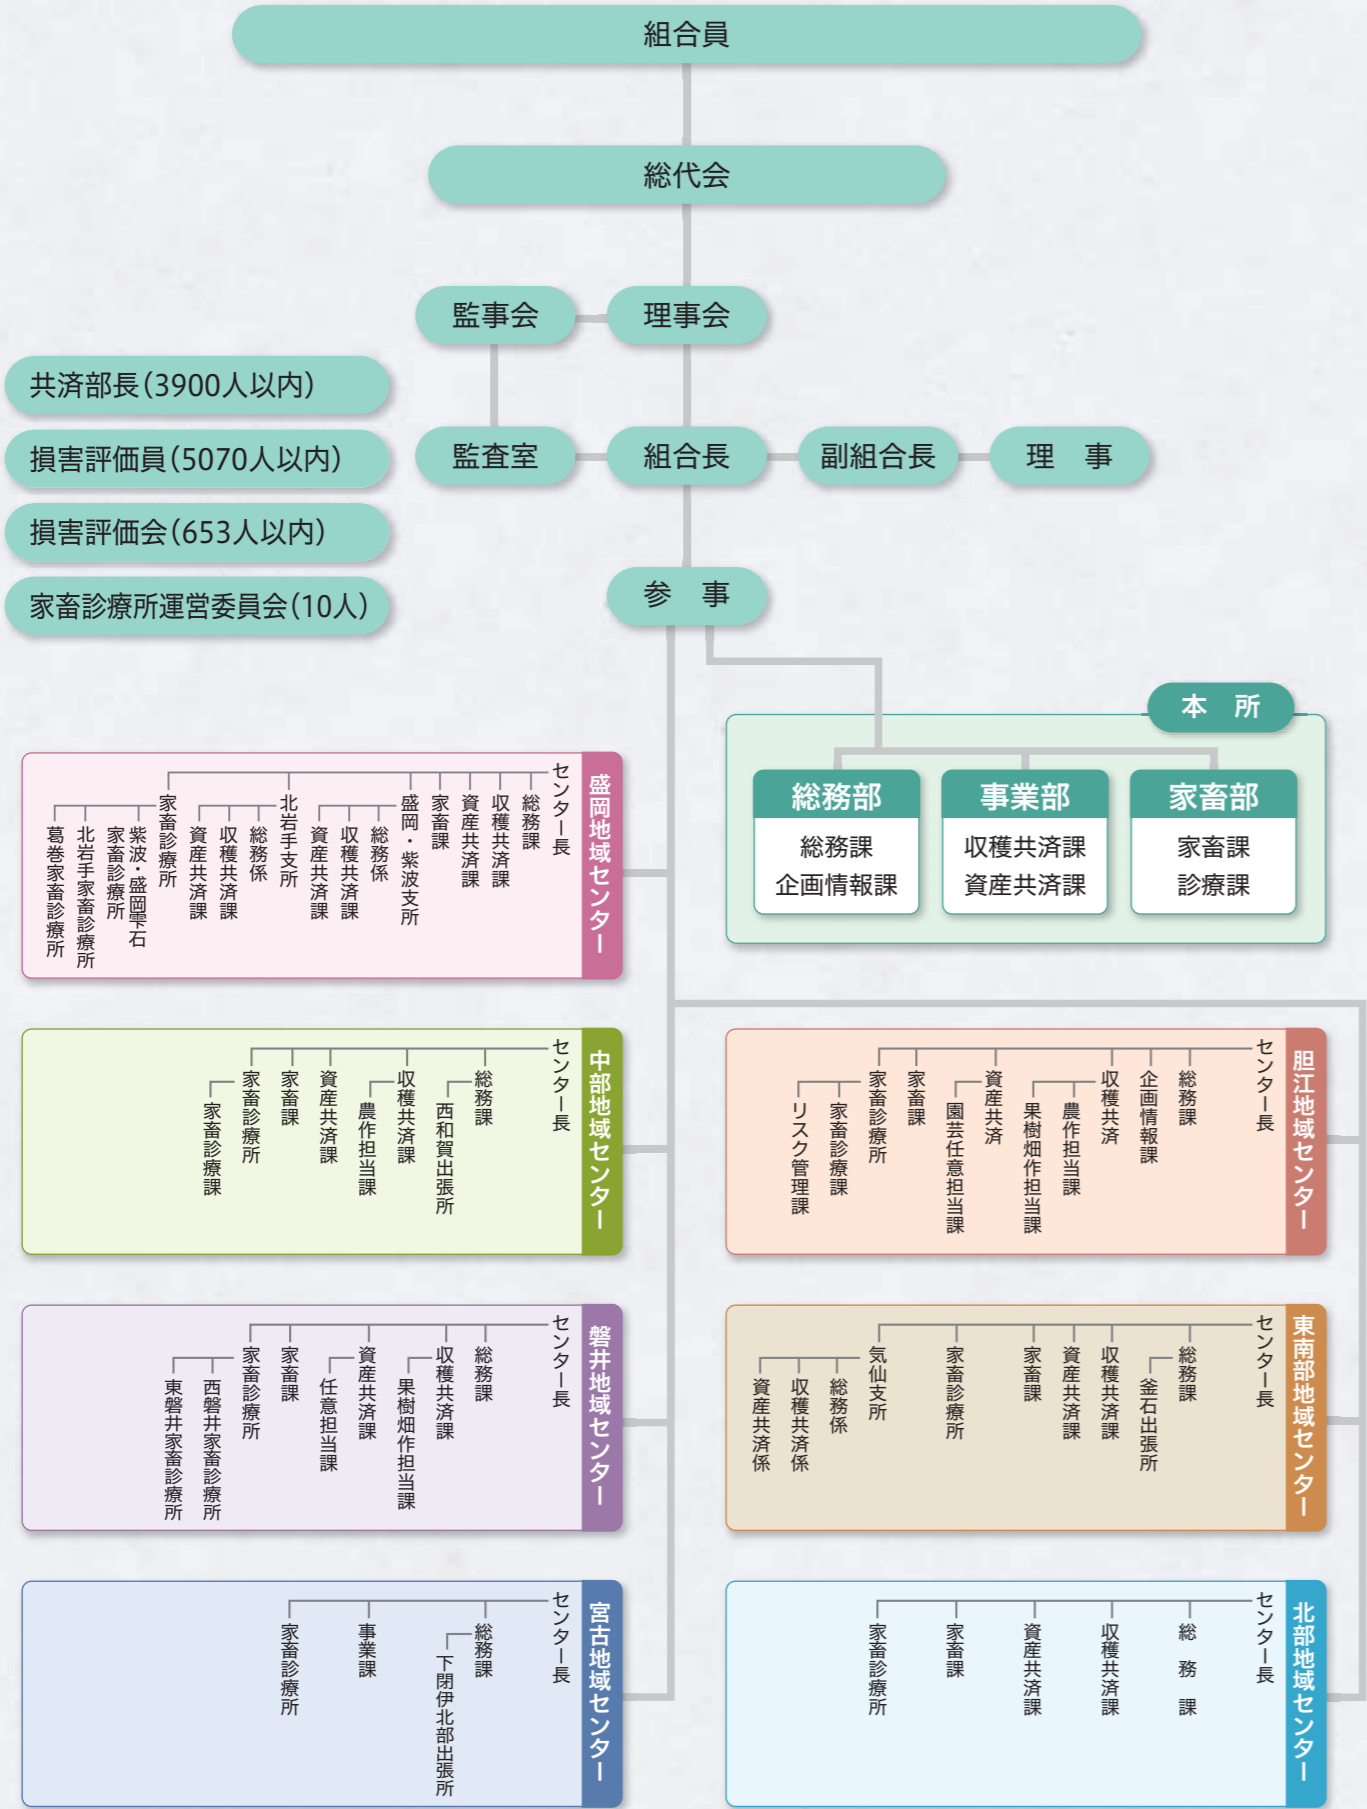 組合員
総代会
監事会
理事会
共済部長(3900人以内)
損害評価員(5070人以内)
損害評価会(653人以内)
家畜診療所運営委員会(10人)
監査室
組合長
副組合長
理　事
参　事
本　所
総務部
総務課
企画情報課
事業部
収穫共済課
資産共済課
家畜部
家畜課
診療課
盛岡地域センター
センター長
総務課
収穫共済課
資産共済課
家畜課
盛岡・紫波支所
総務係
収穫共済課
資産共済課
北岩手支所
総務係
収穫共済課
資産共済課
家畜診療所
紫波・盛岡雫石
家畜診療所
北岩手家畜診療所
葛巻家畜診療所
中部地域センター
センター長
総務課
西和賀出張所
収穫共済課
農作担当課
資産共済課
家畜課
家畜診療所
家畜診療課
胆江地域センター
センター長
総務課
企画情報課
収穫共済
農作担当課
果樹畑作担当課
資産共済
園芸任意担当課
家畜課
家畜診療所
家畜診療課
リスク管理課
磐井地域センター
センター長
総務課
収穫共済課
果樹畑作担当課
資産共済課
任意担当課
家畜課
家畜診療所
西磐井家畜診療所
東磐井家畜診療所
東南部地域センター
センター長
総務課
釜石出張所
収穫共済課
資産共済課
家畜課
家畜診療所
気仙支所
総務係
収穫共済係
資産共済係
宮古地域センター
センター長
総務課
下閉伊北部出張所
事業課
家畜診療所
北部地域センター
センター長
総　務　課
収穫共済課
資産共済課
家畜課
家畜診療所